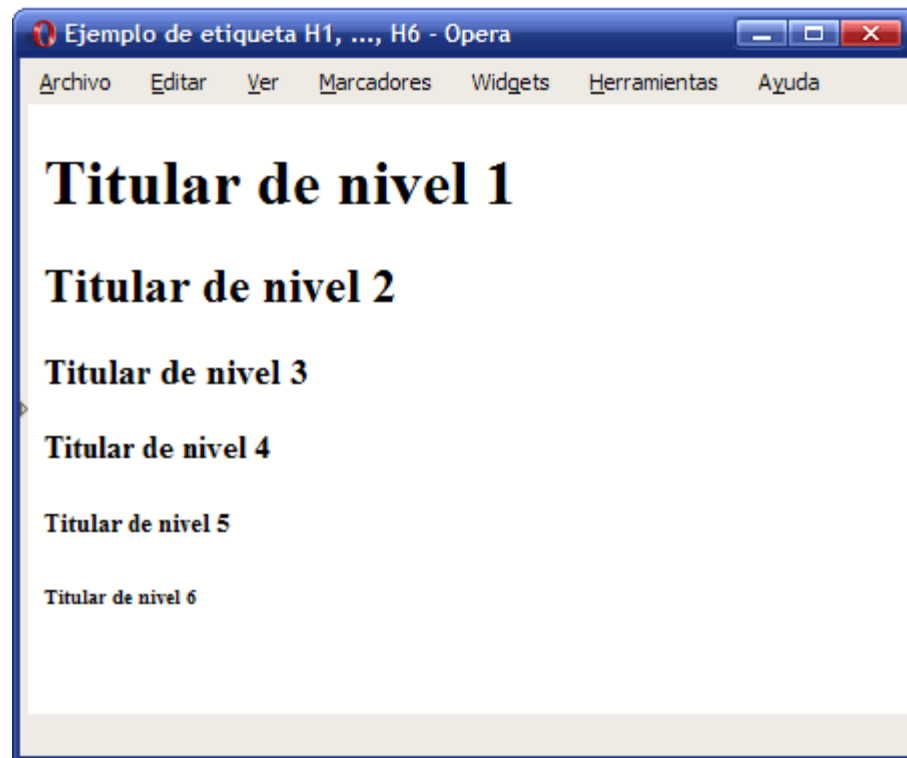 Ejemplo de etiqueta H1, ..., H6 - Opera
Archivo Editar Ver Marcadores Widgets Herramientas Ayuda
Titular de nivel 1
Titular de nivel 2
Titular de nivel 3
Titular de nivel 4
Titular de nivel 5
Titular de nivel 6